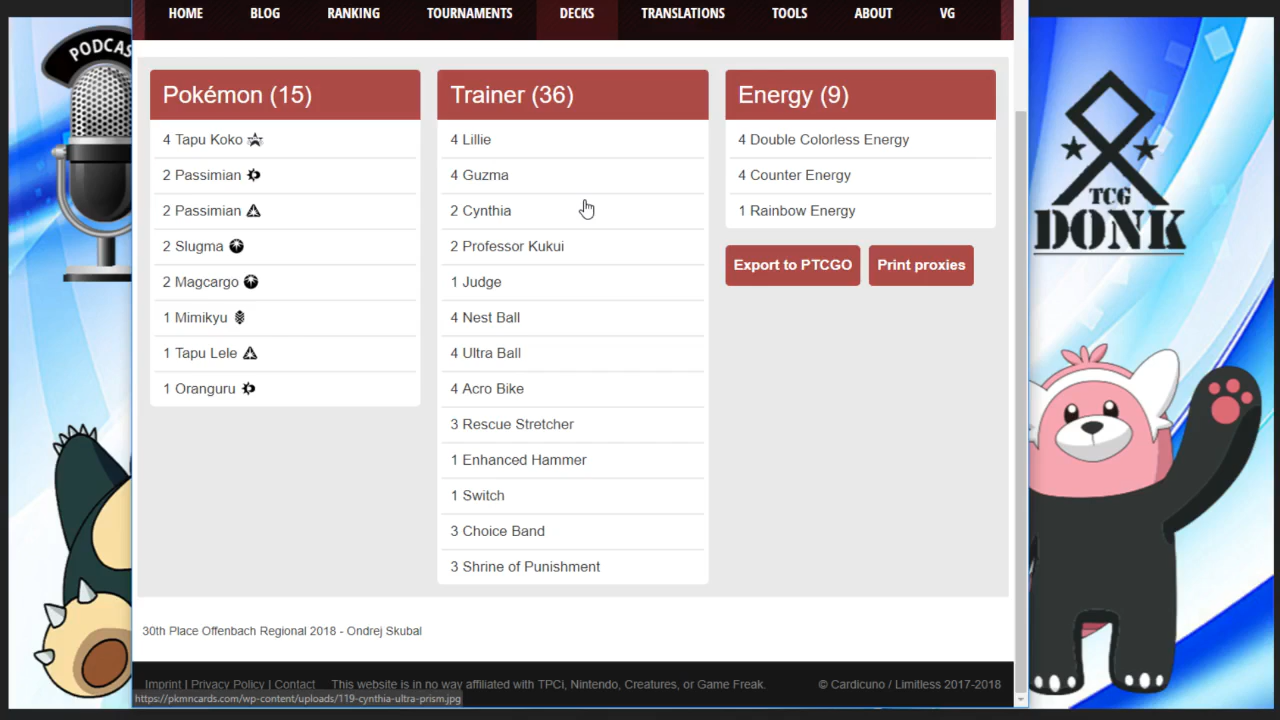 HOME BLOG RANKING TOURNAMENTS DECKS TRANSLATIONS TOOLS ABOUT VG
PODCAS
Pokémon (15)
4 Tapu Koko
2 Passimian
2 Passimian
2 Slugma
2 Magcargo
1 Mimikyu
1 Tapu Lele
1 Oranguru
Trainer (36)
4 Lillie
4 Guzma
2 Cynthia
2 Professor Kukui
1 Judge
4 Nest Ball
4 Ultra Ball
4 Acro Bike
3 Rescue Stretcher
1 Enhanced Hammer
1 Switch
3 Choice Band
3 Shrine of Punishment
Energy (9)
4 Double Colorless Energy
4 Counter Energy
1 Rainbow Energy
Export to PTCGO Print proxies
TCG
DONK
30th Place Offenbach Regional 2018 - Ondrej Skubal
Imprint | Privacy Policy | Contact This website is in no way affiliated with TPCi, Nintendo, Creatures, or Game Freak. © Cardicuno / Limitless 2017-2018
https://pkmncards.com/wp-content/uploads/119-cynthia-ultra-prism.jpg